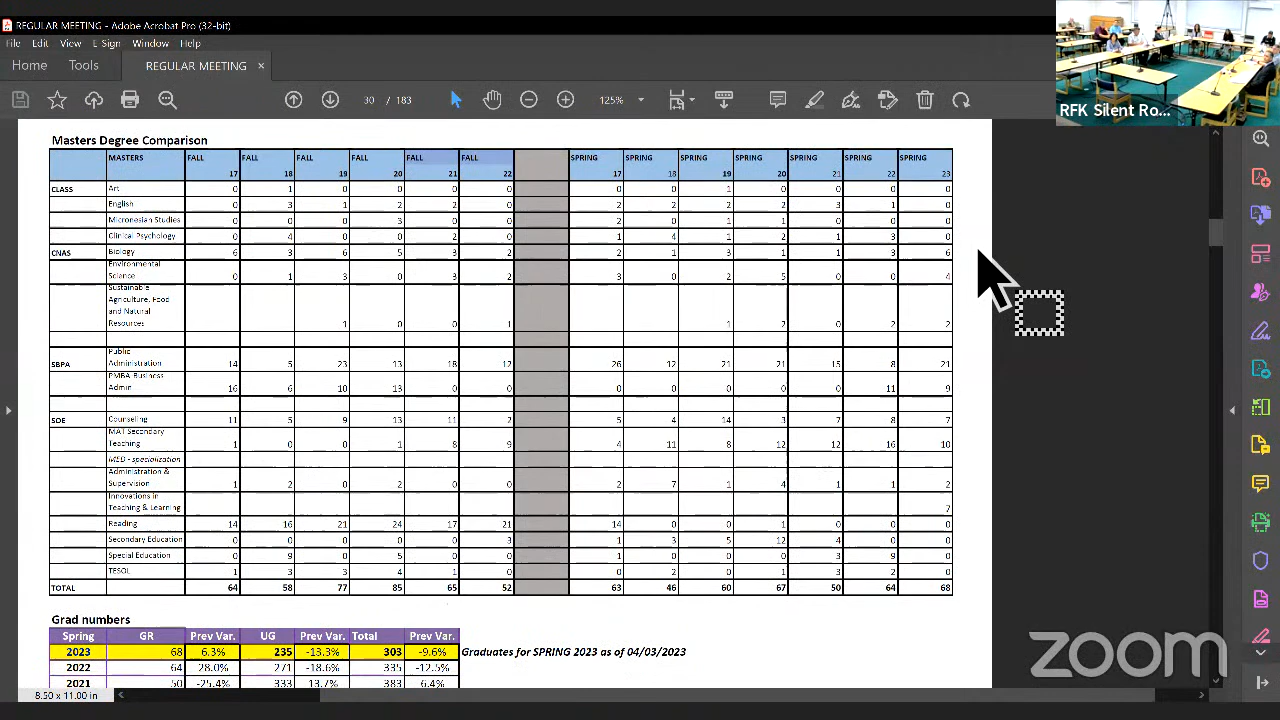 REGULAR MEETING - Adobe Acrobat Pro (32-bit)
File Edit View E-Sign Window Help
Home Tools REGULAR MEETING ×
30 / 183 125%
RFK Silent Ro...
Masters Degree Comparison
MASTERS FALL 17 FALL 18 FALL 19 FALL 20 FALL 21 FALL 22 SPRING 17 SPRING 18 SPRING 19 SPRING 20 SPRING 21 SPRING 22 SPRING 23
CLASS Art 0 1 0 0 0 0 0 0 1 0 0 0 0
English 0 3 1 2 2 0 2 2 2 2 3 1 0
Micronesian Studies 0 0 0 3 0 0 2 0 1 1 0 0 0
Clinical Psychology 0 4 0 0 2 0 1 4 1 2 1 3 0
CNAS Biology 6 3 6 5 3 2 2 1 3 1 1 3 6
Environmental Science 0 1 3 0 3 2 3 0 2 5 0 0 4
Sustainable Agriculture, Food and Natural Resources 1 0 0 1 1 2 0 2 2
SBPA Public Administration 14 5 23 13 18 12 26 12 21 21 15 8 21
PMBA-Business Admin 16 6 10 13 0 0 0 0 0 0 0 11 9
SOE Counseling 11 5 9 13 11 2 5 4 14 3 7 8 7
MAT Secondary Teaching 1 0 0 1 8 9 4 11 8 12 12 16 10
MED - specialization
Administration & Supervision 1 2 0 2 0 0 2 7 1 4 1 1 2
Innovations in Teaching & Learning 7
Reading 14 16 21 24 17 21 14 0 0 1 0 0 0
Secondary Education 0 0 0 0 0 3 1 3 5 12 4 0 0
Special Education 0 9 0 5 0 0 1 0 0 0 3 9 0
TESOL 1 3 3 4 1 0 0 2 0 1 3 2 0
TOTAL 64 58 77 85 65 52 63 46 60 67 50 64 68
Grad numbers
Spring GR Prev Var. UG Prev Var. Total Prev Var.
2023 68 6.3% 235 -13.3% 303 -9.6% Graduates for SPRING 2023 as of 04/03/2023
2022 64 28.0% 271 -18.6% 335 -12.5%
2021 50 -25.4% 333 13.7% 383 6.4%
zoom
8.50 x 11.00 in